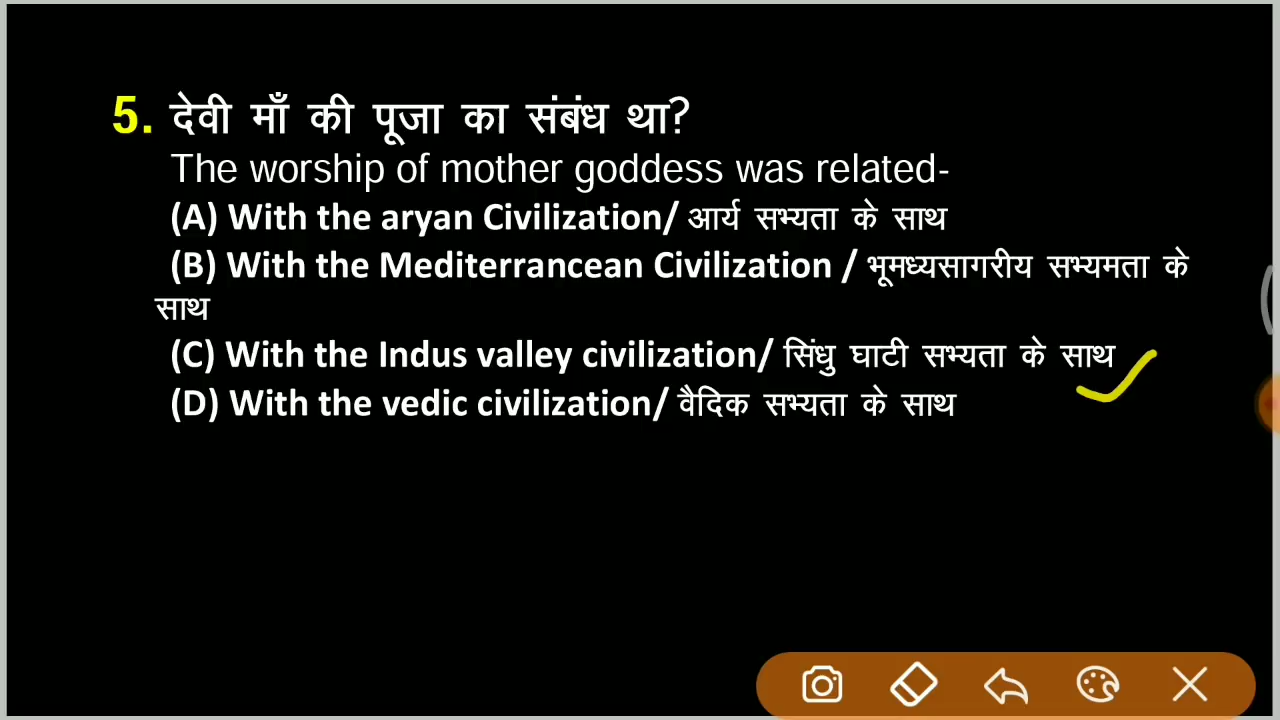 5. देवी माँ की पूजा का संबंध था?
The worship of mother goddess was related-
(A) With the aryan Civilization/ आर्य सभ्यता के साथ
(B) With the Mediterrancean Civilization / भूमध्यसागरीय सभ्यमता के
साथ
(C) With the Indus valley civilization/ सिंधु घाटी सभ्यता के साथ
(D) With the vedic civilization/ वैदिक सभ्यता के साथ